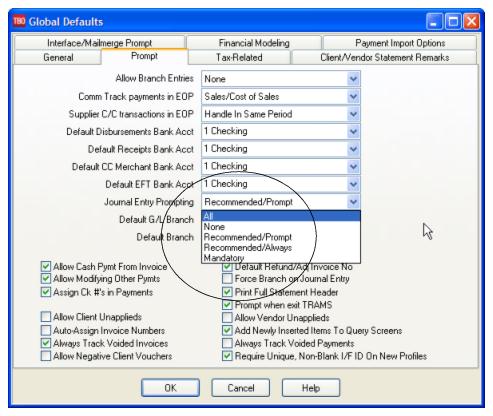 TBO Global Defaults
Interface/Mailmerge Prompt Financial Modeling Payment Import Options
General Prompt Tax-Related Client/Vendor Statement Remarks
Allow Branch Entries None
Comm Track payments in EOP Sales/Cost of Sales
Supplier C/C transactions in EOP Handle In Same Period
Default Disbursements Bank Acct 1 Checking
Default Receipts Bank Acct 1 Checking
Default CC Merchant Bank Acct 1 Checking
Default EFT Bank Acct 1 Checking
Journal Entry Prompting Recommended/Prompt
Default G/L Branch All
None
Default Branch Recommended/Prompt
Recommended/Always
Mandatory
Allow Cash Pymt From Invoice Default Refund/Adj Invoice No
Allow Modifying Other Pymts Force Branch on Journal Entry
Assign Ck #'s in Payments Print Full Statement Header
Prompt when exit TRAMS
Allow Client Unapplieds Allow Vendor Unapplieds
Auto-Assign Invoice Numbers Add Newly Inserted Items To Query Screens
Always Track Voided Invoices Always Track Voided Payments
Allow Negative Client Vouchers Require Unique, Non-Blank I/F ID On New Profiles
OK Cancel Help